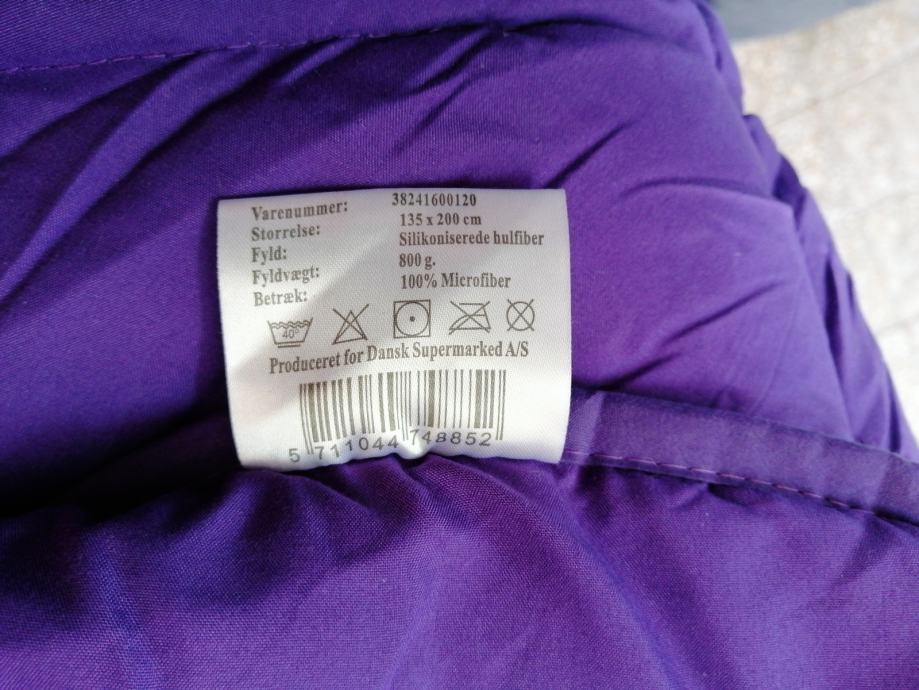 Varenummer: 38241600120
Storrelse: 135 x 200 cm
Fyld: Silikoniserede hulfiber
Fyldvægt: 800 g.
Betræk: 100% Microfiber
40°
Produceret for Dansk Supermarked A/S
5 711044 748852